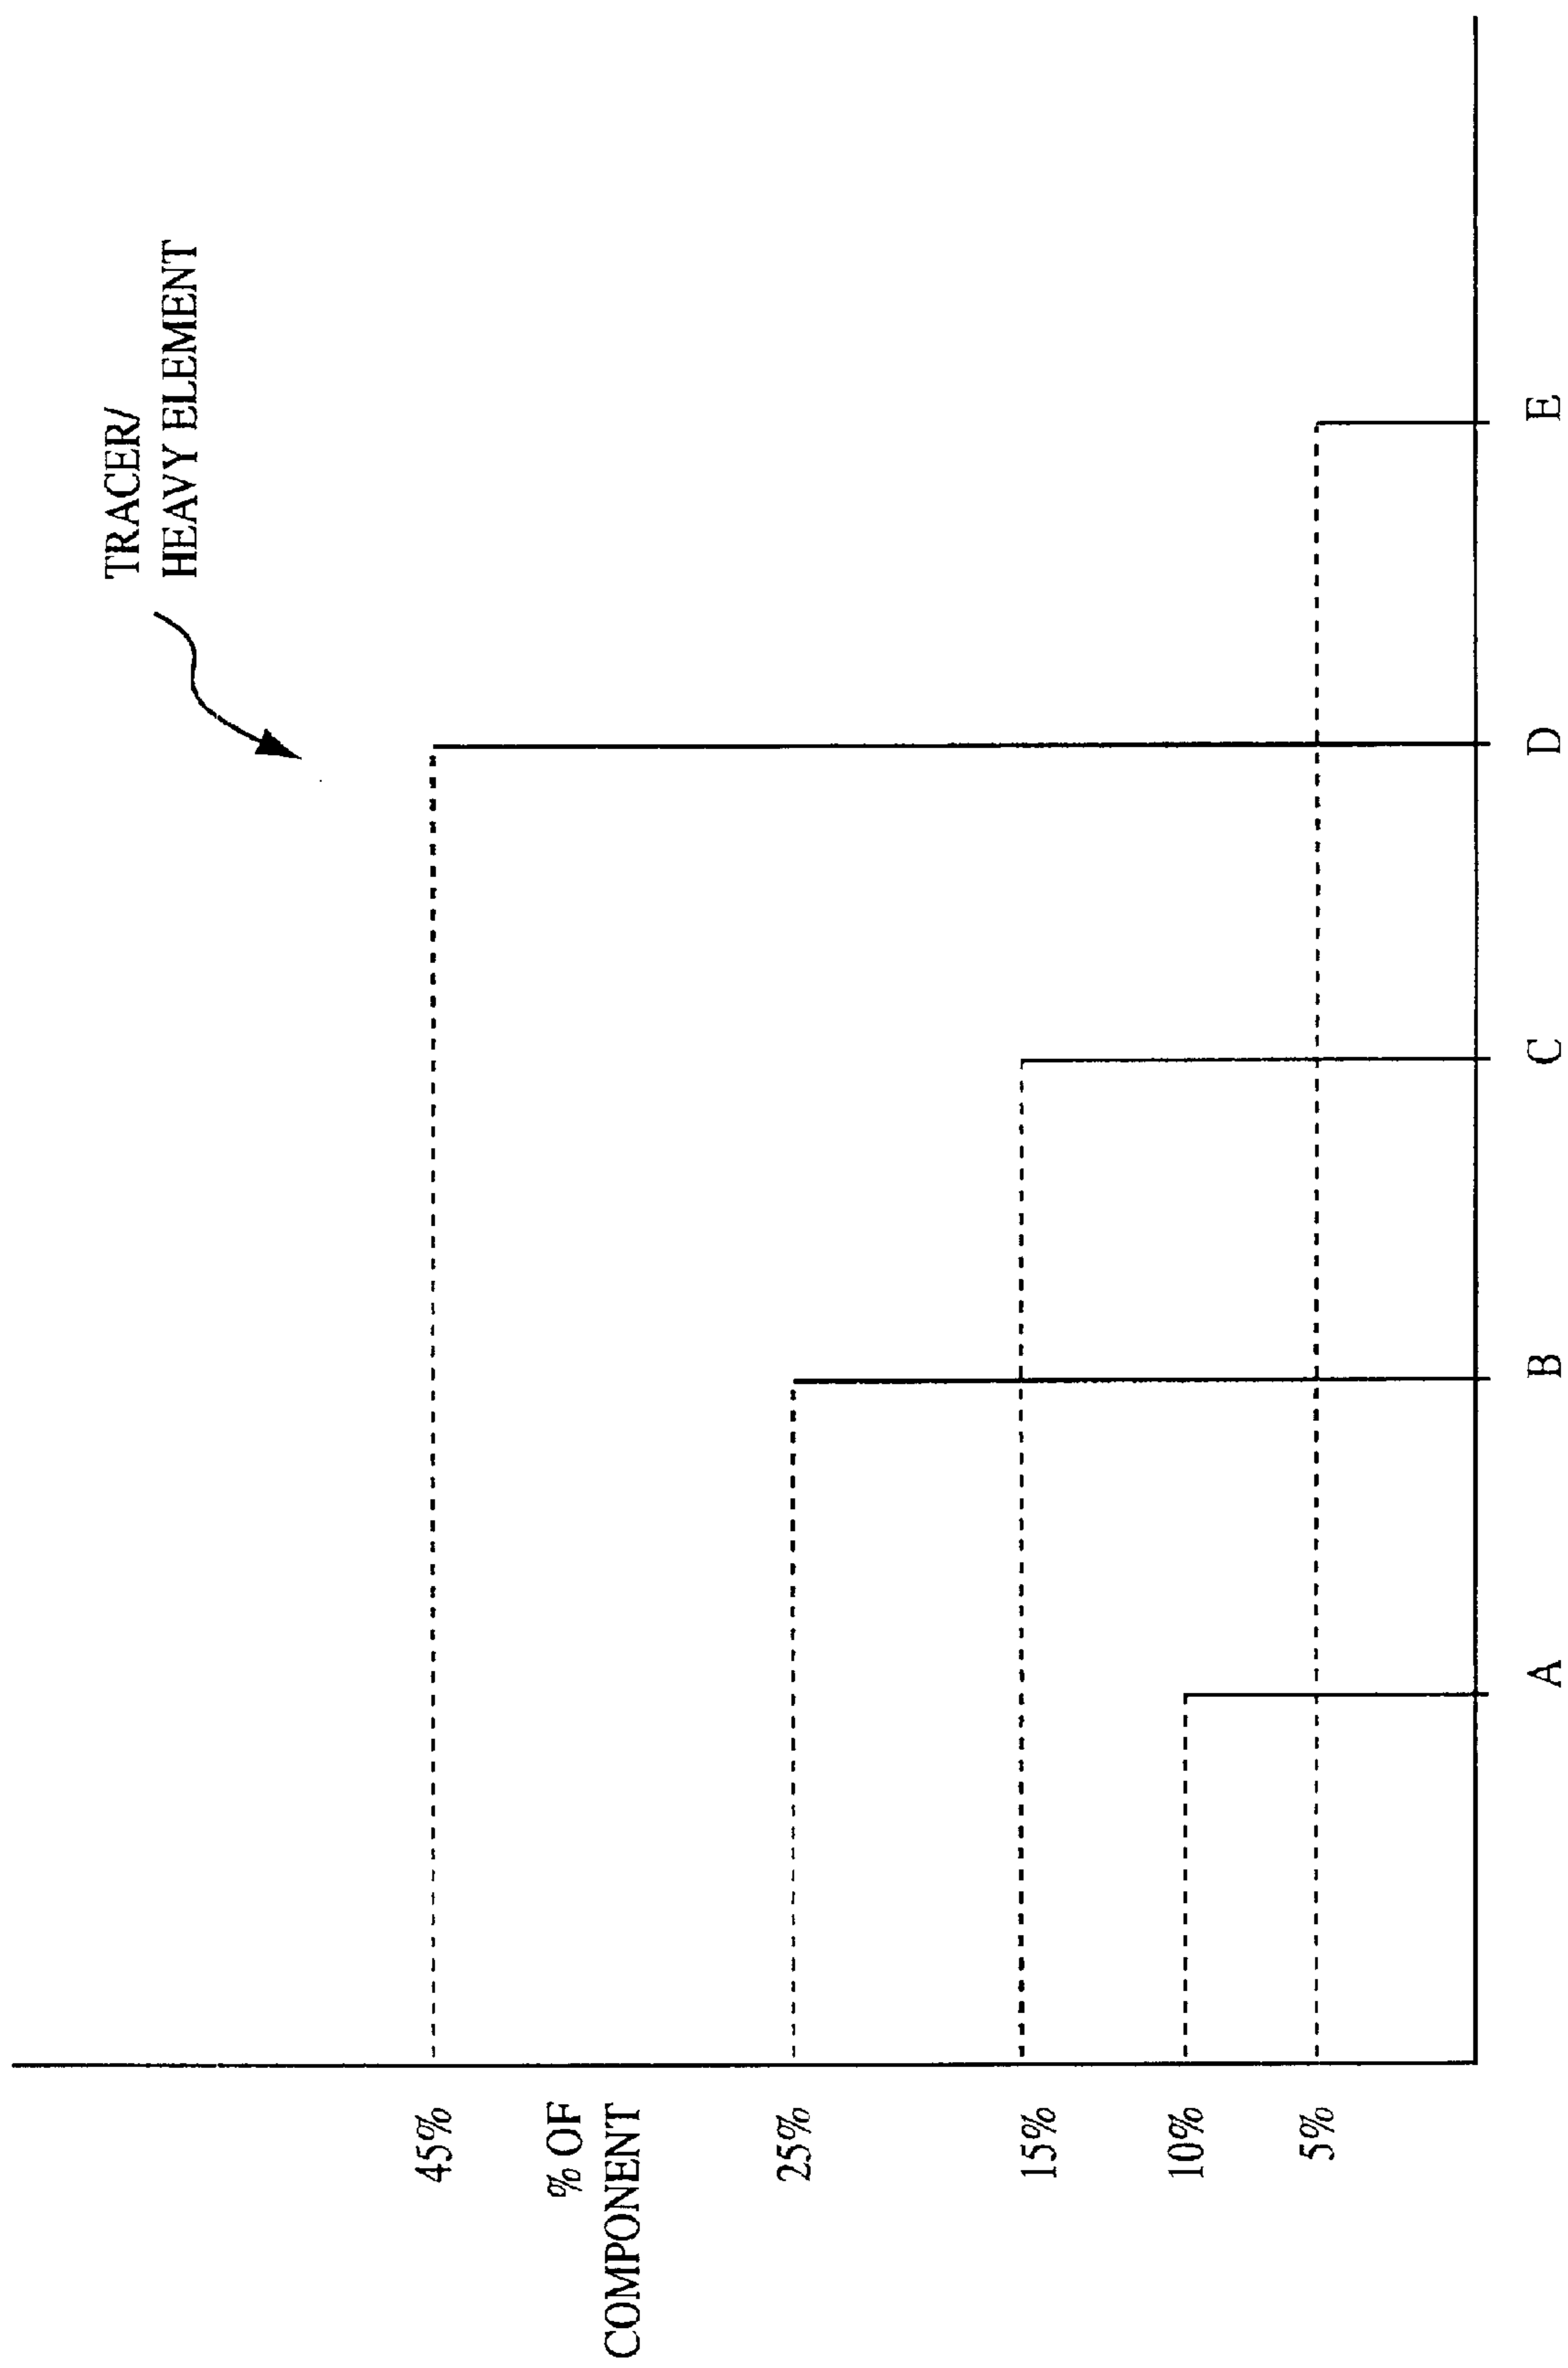 TRACER/
HEAVY ELEMENT
45%
% OF
COMPONENT
25%
15%
10%
5%
A
B
C
D
E